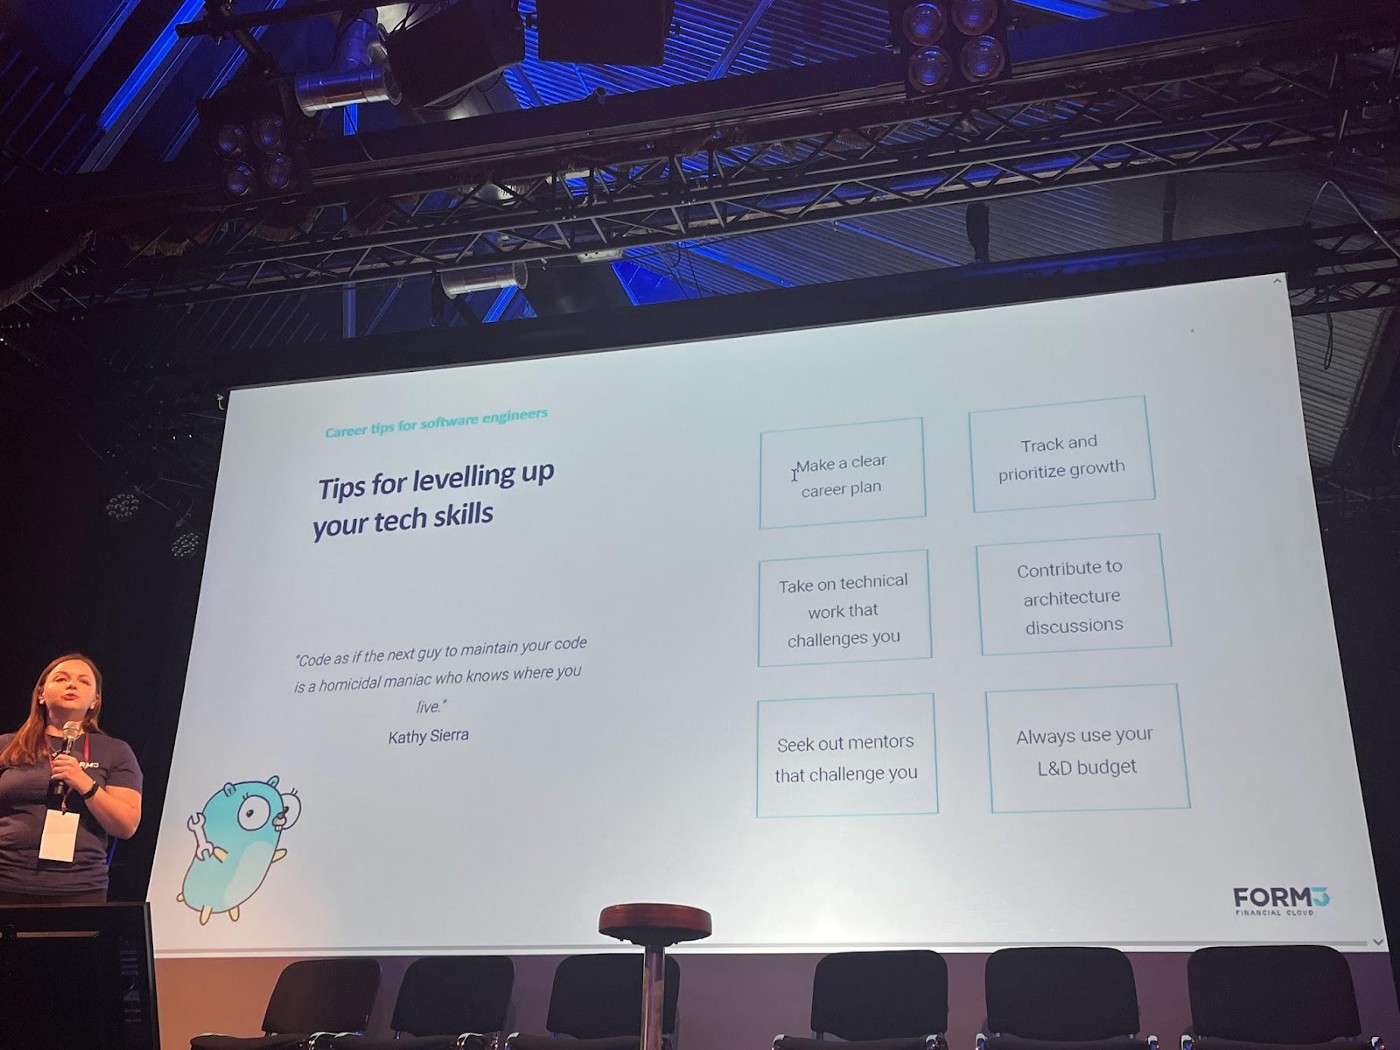 Career tips for software engineers
Tips for levelling up
your tech skills
"Code as if the next guy to maintain your code
is a homicidal maniac who knows where you
live."
Kathy Sierra
Make a clear
career plan
Track and
prioritize growth
Take on technical
work that
challenges you
Contribute to
architecture
discussions
Seek out mentors
that challenge you
Always use your
L&D budget
FORM3
FINANCIAL CLOUD